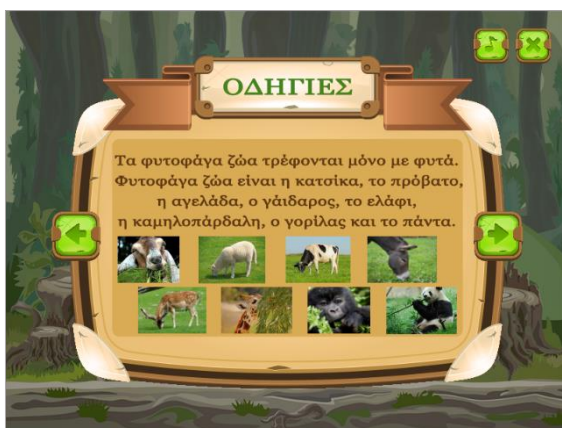 ΟΔΗΓΙΕΣ
Τα φυτοφάγα ζώα τρέφονται μόνο με φυτά.
Φυτοφάγα ζώα είναι η κατσίκα, το πρόβατο,
η αγελάδα, ο γάιδαρος, το ελάφι,
η καμηλοπάρδαλη, ο γορίλας και το πάντα.